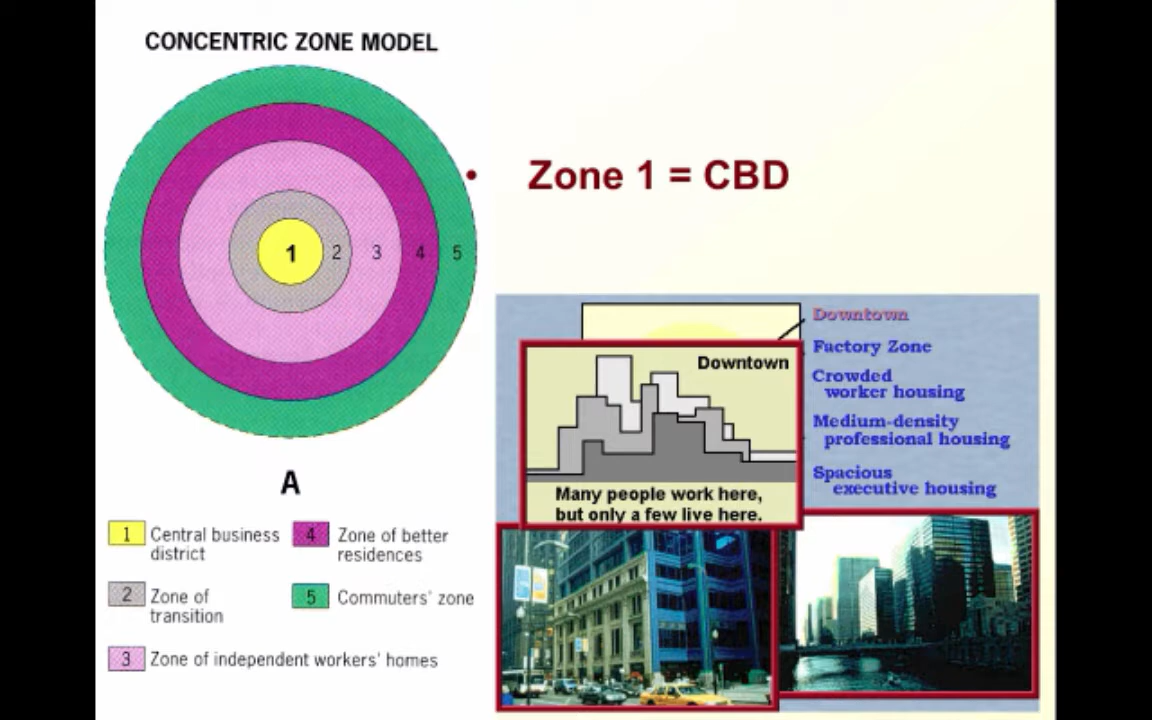 CONCENTRIC ZONE MODEL
1 2 3 4 5
A
1 Central business
district
2 Zone of
transition
3 Zone of independent workers' homes
4 Zone of better
residences
5 Commuters' zone
• Zone 1 = CBD
Downtown
Many people work here,
but only a few live here.
Downtown
Factory Zone
Crowded
worker housing
Medium-density
professional housing
Spacious
executive housing